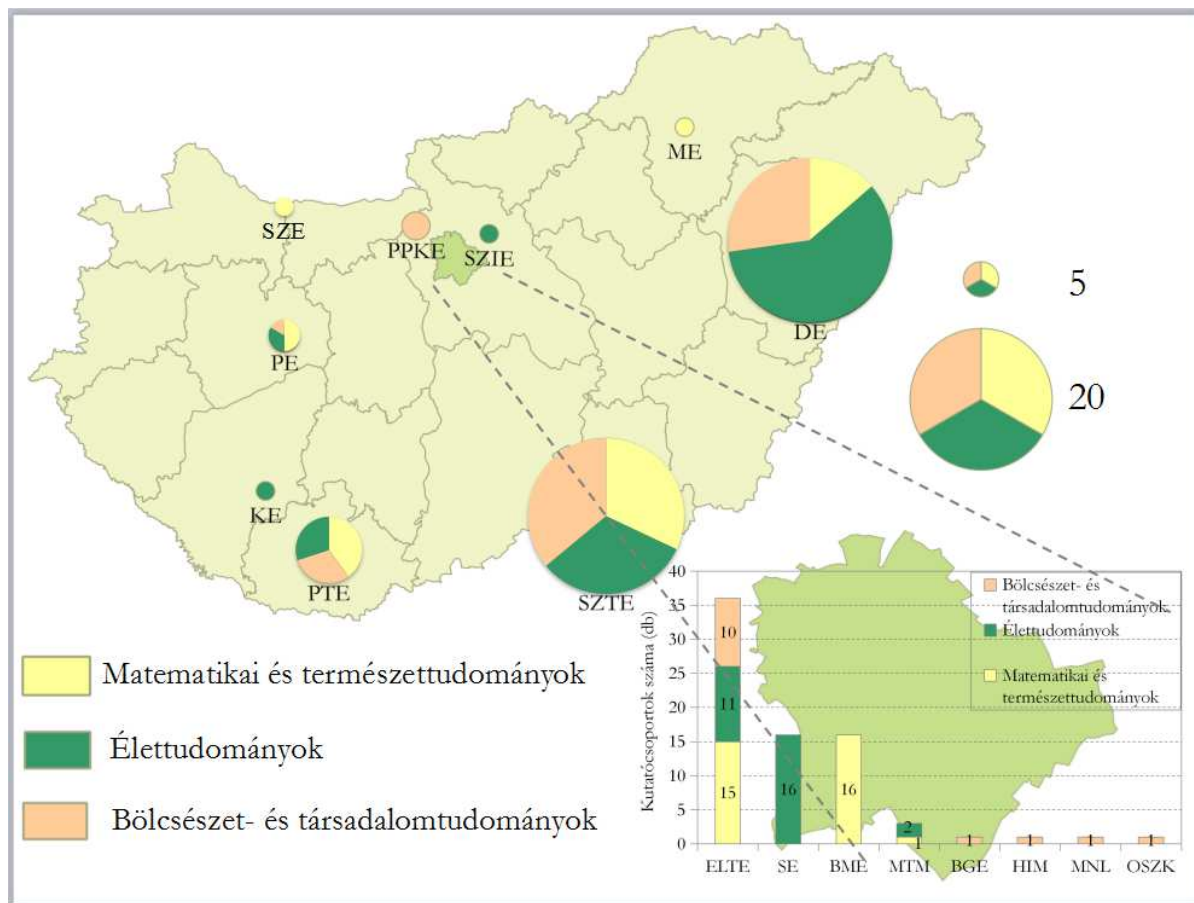 ME
SZE
PPKE
SZIE
DE
5
PE
20
KE
PTE
SZTE
Matematikai és természettudományok
Élettudományok
Bölcsészet- és társadalomtudományok
Kutatócsoportok száma (db)
40
35
30
25
20
15
10
5
0
Bölcsészet- és
társadalomtudományok
Élettudományok
Matematikai és
természettudományok
10
11
15
16
16
2
1
1
1
1
1
ELTE SE BME MTM BGE HIM MNL OSZK